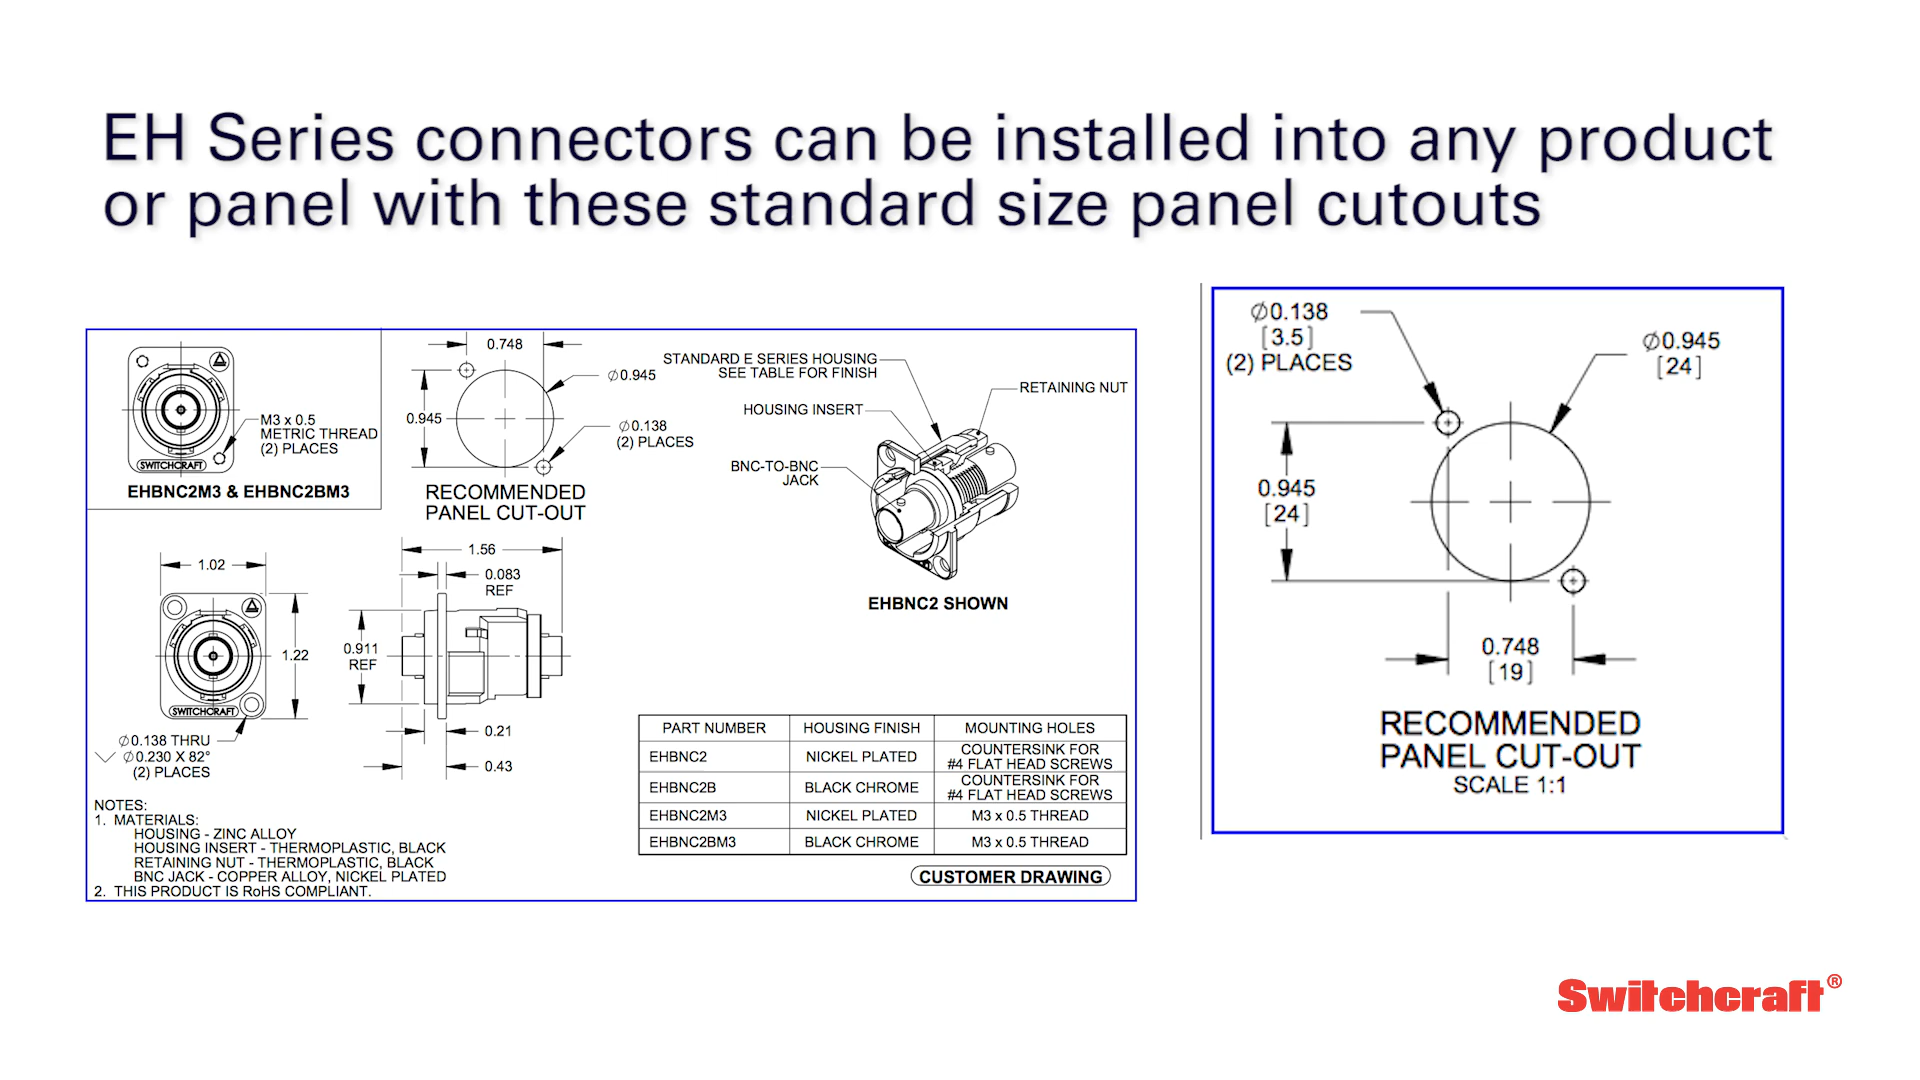 EH Series connectors can be installed into any product
or panel with these standard size panel cutouts
SWITCHCRAFT
M3 x 0.5
METRIC THREAD
(2) PLACES
EHBNC2M3 & EHBNC2BM3
0.748
Ø0.945
0.945
Ø0.138
(2) PLACES
RECOMMENDED
PANEL CUT-OUT
STANDARD E SERIES HOUSING
SEE TABLE FOR FINISH
RETAINING NUT
HOUSING INSERT
BNC-TO-BNC
JACK
EHBNC2 SHOWN
1.02
1.22
SWITCHCRAFT
Ø0.138 THRU
Ø0.230 X 82°
(2) PLACES
1.56
0.083
REF
0.911
REF
0.21
0.43
PART NUMBER HOUSING FINISH MOUNTING HOLES
EHBNC2 NICKEL PLATED COUNTERSINK FOR
#4 FLAT HEAD SCREWS
EHBNC2B BLACK CHROME COUNTERSINK FOR
#4 FLAT HEAD SCREWS
EHBNC2M3 NICKEL PLATED M3 x 0.5 THREAD
EHBNC2BM3 BLACK CHROME M3 x 0.5 THREAD
CUSTOMER DRAWING
NOTES:
1. MATERIALS:
HOUSING - ZINC ALLOY
HOUSING INSERT - THERMOPLASTIC, BLACK
RETAINING NUT - THERMOPLASTIC, BLACK
BNC JACK - COPPER ALLOY, NICKEL PLATED
2. THIS PRODUCT IS RoHS COMPLIANT.
Ø0.138
[3.5]
(2) PLACES
Ø0.945
[24]
0.945
[24]
0.748
[19]
RECOMMENDED
PANEL CUT-OUT
SCALE 1:1
Switchcraft®